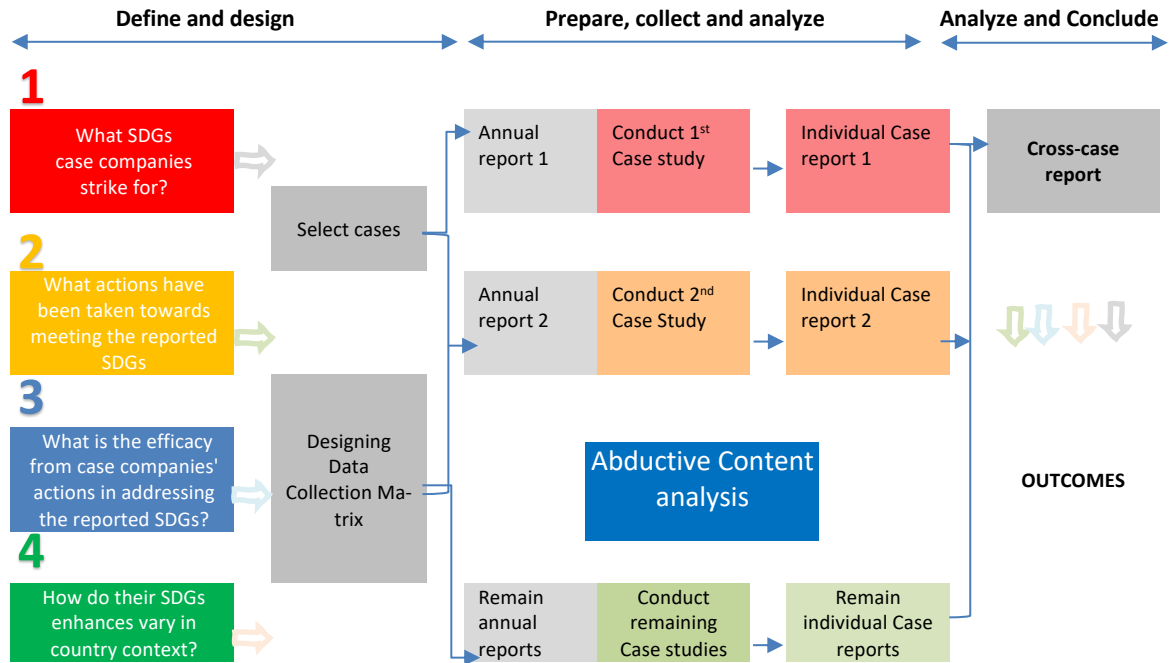 Define and design
Prepare, collect and analyze
Analyze and Conclude
1
What SDGs
case companies
strike for?
2
What actions have
been taken towards
meeting the reported
SDGs
3
What is the efficacy
from case companies'
actions in addressing
the reported SDGs?
4
How do their SDGs
enhances vary in
country context?
Select cases
Designing
Data
Collection Ma-
trix
Annual
report 1
Conduct 1st
Case study
Individual Case
report 1
Annual
report 2
Conduct 2nd
Case Study
Individual Case
report 2
Abductive Content
analysis
Remain
annual
reports
Conduct
remaining
Case studies
Remain
individual Case
reports
Cross-case
report
OUTCOMES